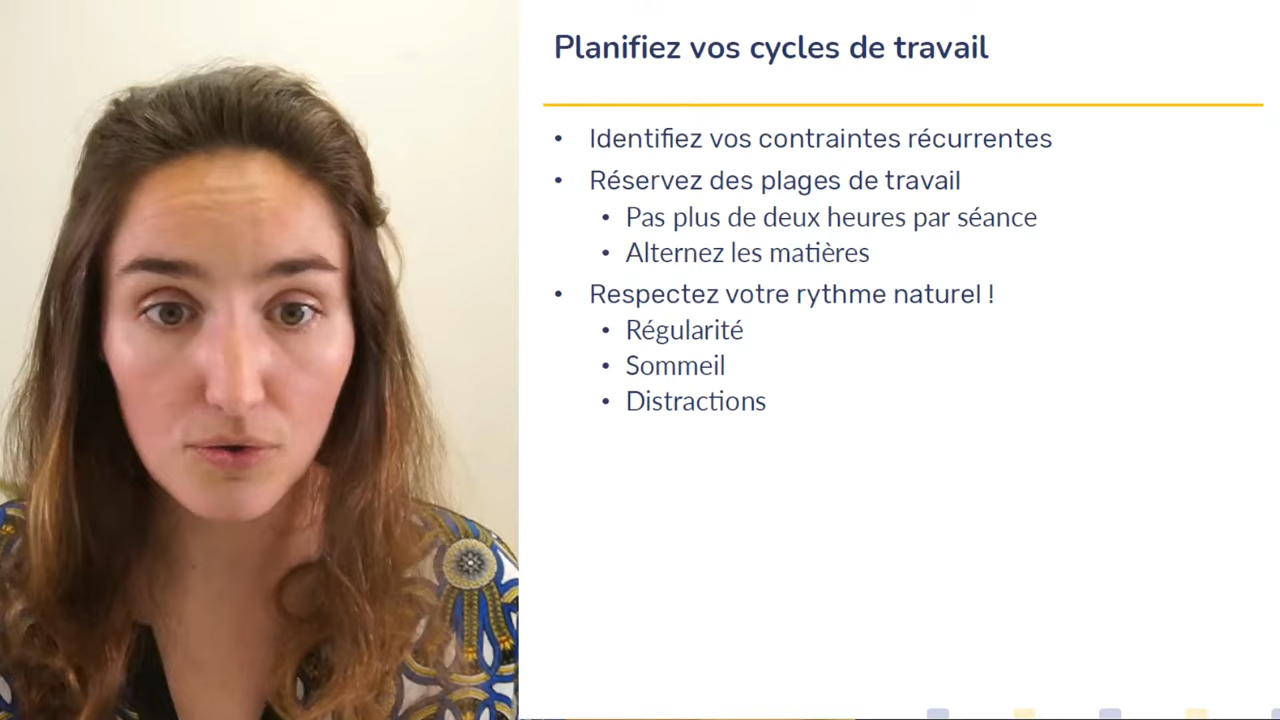 Planifiez vos cycles de travail
• Identifiez vos contraintes récurrentes
• Réservez des plages de travail
• Pas plus de deux heures par séance
• Alternez les matières
• Respectez votre rythme naturel !
• Régularité
• Sommeil
• Distractions